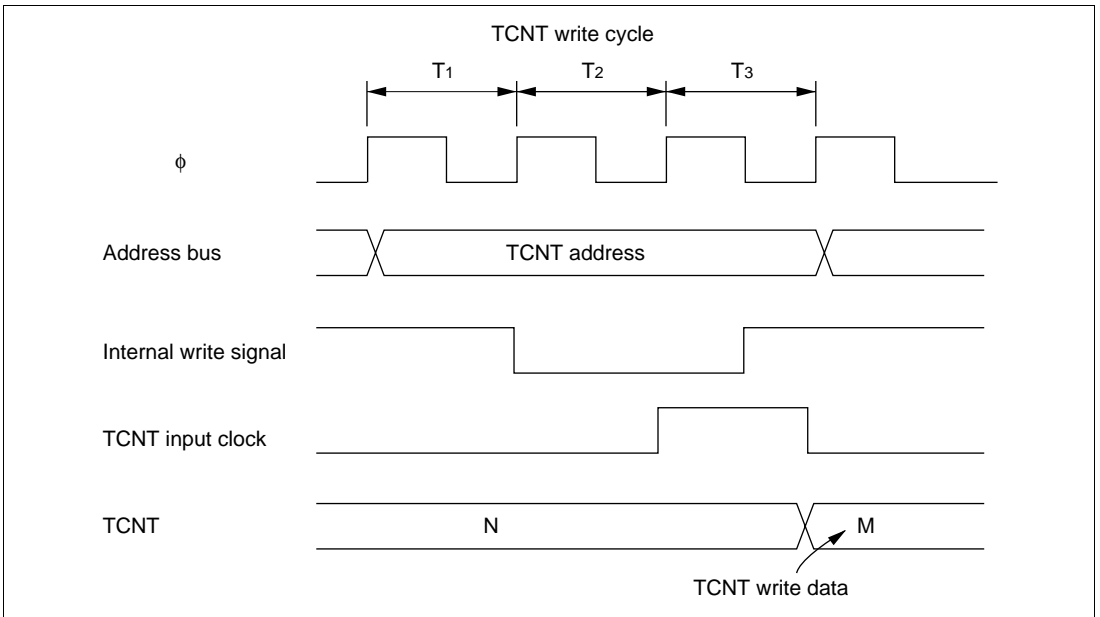 TCNT write cycle
T1 T2 T3
ϕ
Address bus TCNT address
Internal write signal
TCNT input clock
TCNT N M
TCNT write data